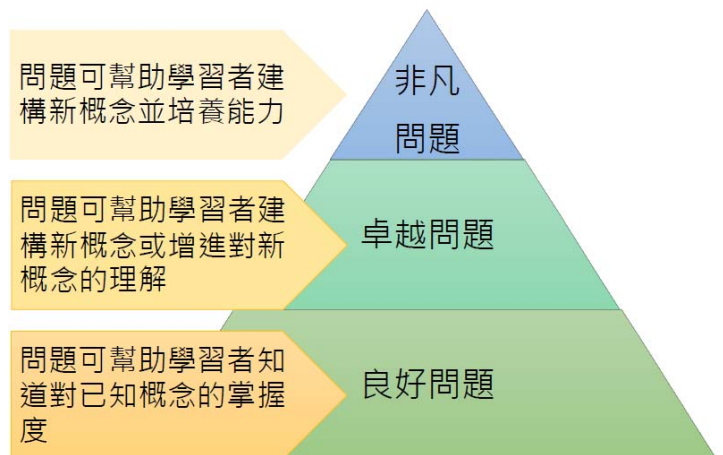 問題可幫助學習者建
構新概念並培養能力
非凡
問題
問題可幫助學習者建
構新概念或增進對新
概念的理解
卓越問題
問題可幫助學習者知
道對已知概念的掌握
度
良好問題